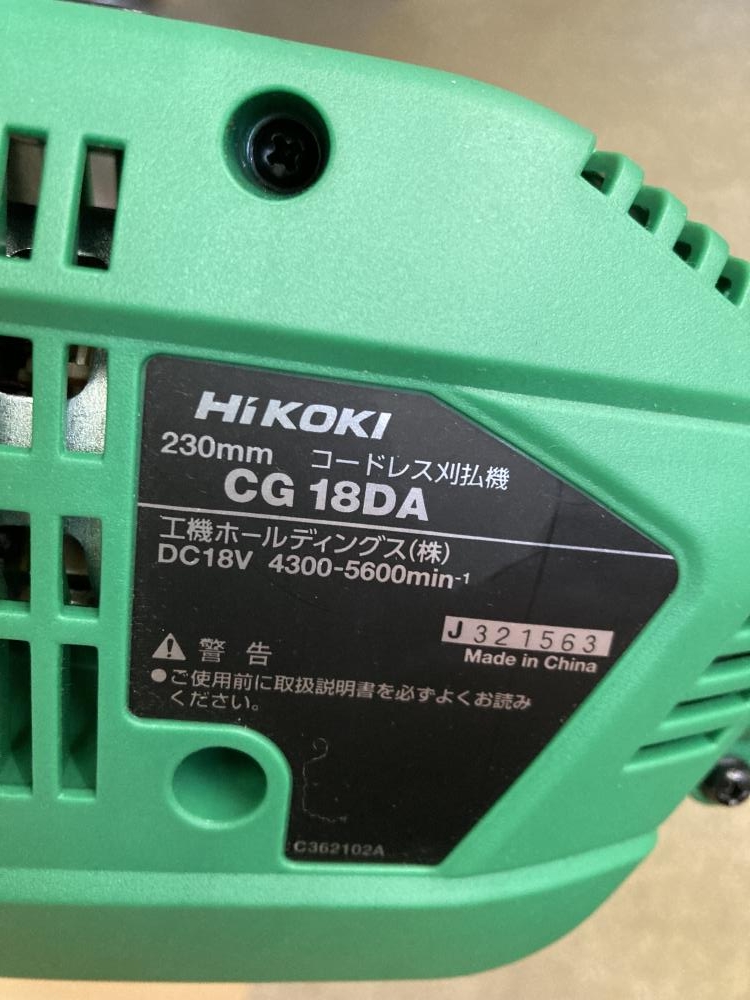 HiKOKI
230mm コードレス刈払機
CG 18DA
工機ホールディングス(株)
DC18V 4300-5600min-1
J321563
Made in China
警告
●ご使用前に取扱説明書を必ずよくお読み
ください。
C362102A